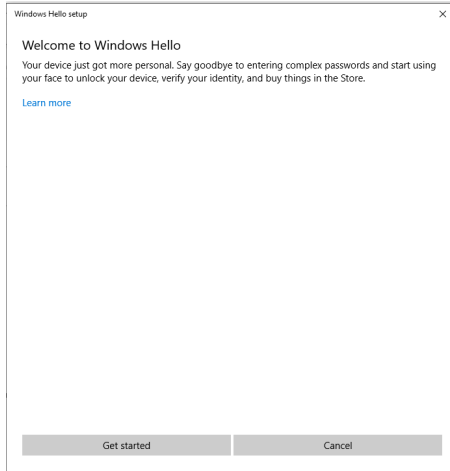 Windows Hello setup
Welcome to Windows Hello
Your device just got more personal. Say goodbye to entering complex passwords and start using
your face to unlock your device, verify your identity, and buy things in the Store.
Learn more
Get started
Cancel